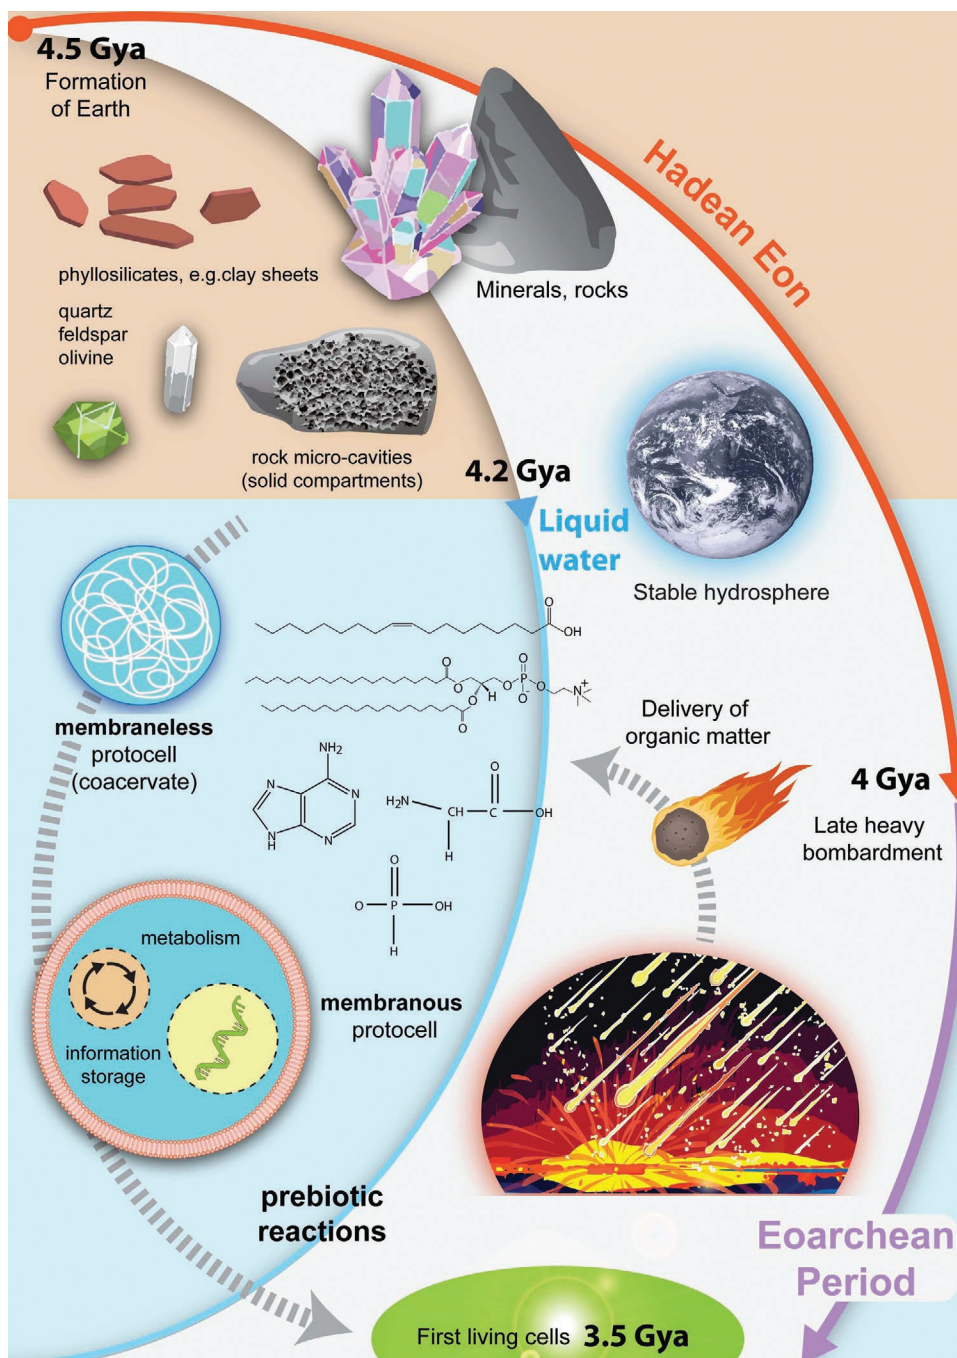 4.5 Gya
Formation
of Earth
Hadean Eon
phyllosilicates, e.g.clay sheets
Minerals, rocks
quartz
feldspar
olivine
rock micro-cavities
(solid compartments)
4.2 Gya
Liquid
water
Stable hydrosphere
O
OH
O
O
O
P
O
O
O-
N
+
H
O
O
membraneless
protocell
(coacervate)
Delivery of
organic matter
4 Gya
Late heavy
bombardment
NH2
N
N
N
H
N
O
H2N
CH
C
OH
H
O
O
P
OH
H
metabolism
information
storage
membranous
protocell
prebiotic
reactions
Eoarchean
Period
First living cells 3.5 Gya